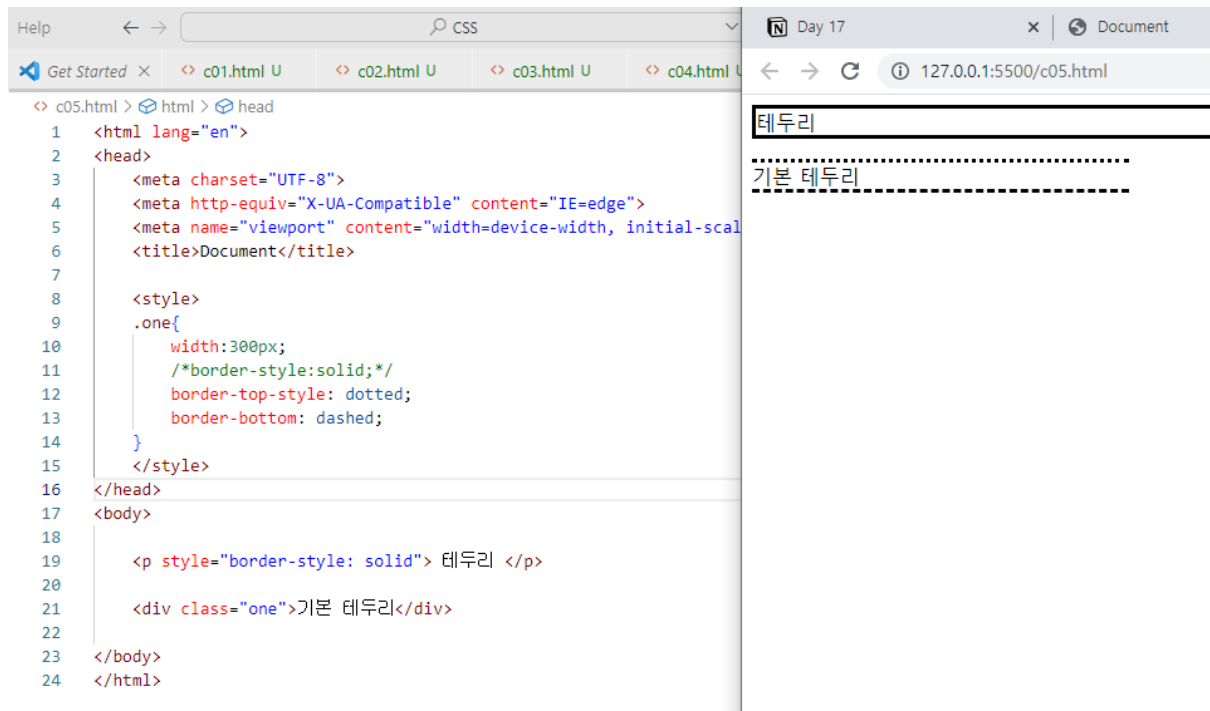 Help ← → CSS
Get Started × <> c01.html U <> c02.html U <> c03.html U <> c04.html U
<> c05.html > html > head
1 <html lang="en">
2 <head>
3 <meta charset="UTF-8">
4 <meta http-equiv="X-UA-Compatible" content="IE=edge">
5 <meta name="viewport" content="width=device-width, initial-scal
6 <title>Document</title>
7
8 <style>
9 .one{
10 width:300px;
11 /*border-style:solid;*/
12 border-top-style: dotted;
13 border-bottom: dashed;
14 }
15 </style>
16 </head>
17 <body>
18
19 <p style="border-style: solid"> 테두리 </p>
20
21 <div class="one">기본 테두리</div>
22
23 </body>
24 </html>
Day 17 × Document
127.0.0.1:5500/c05.html
테두리
기본 테두리